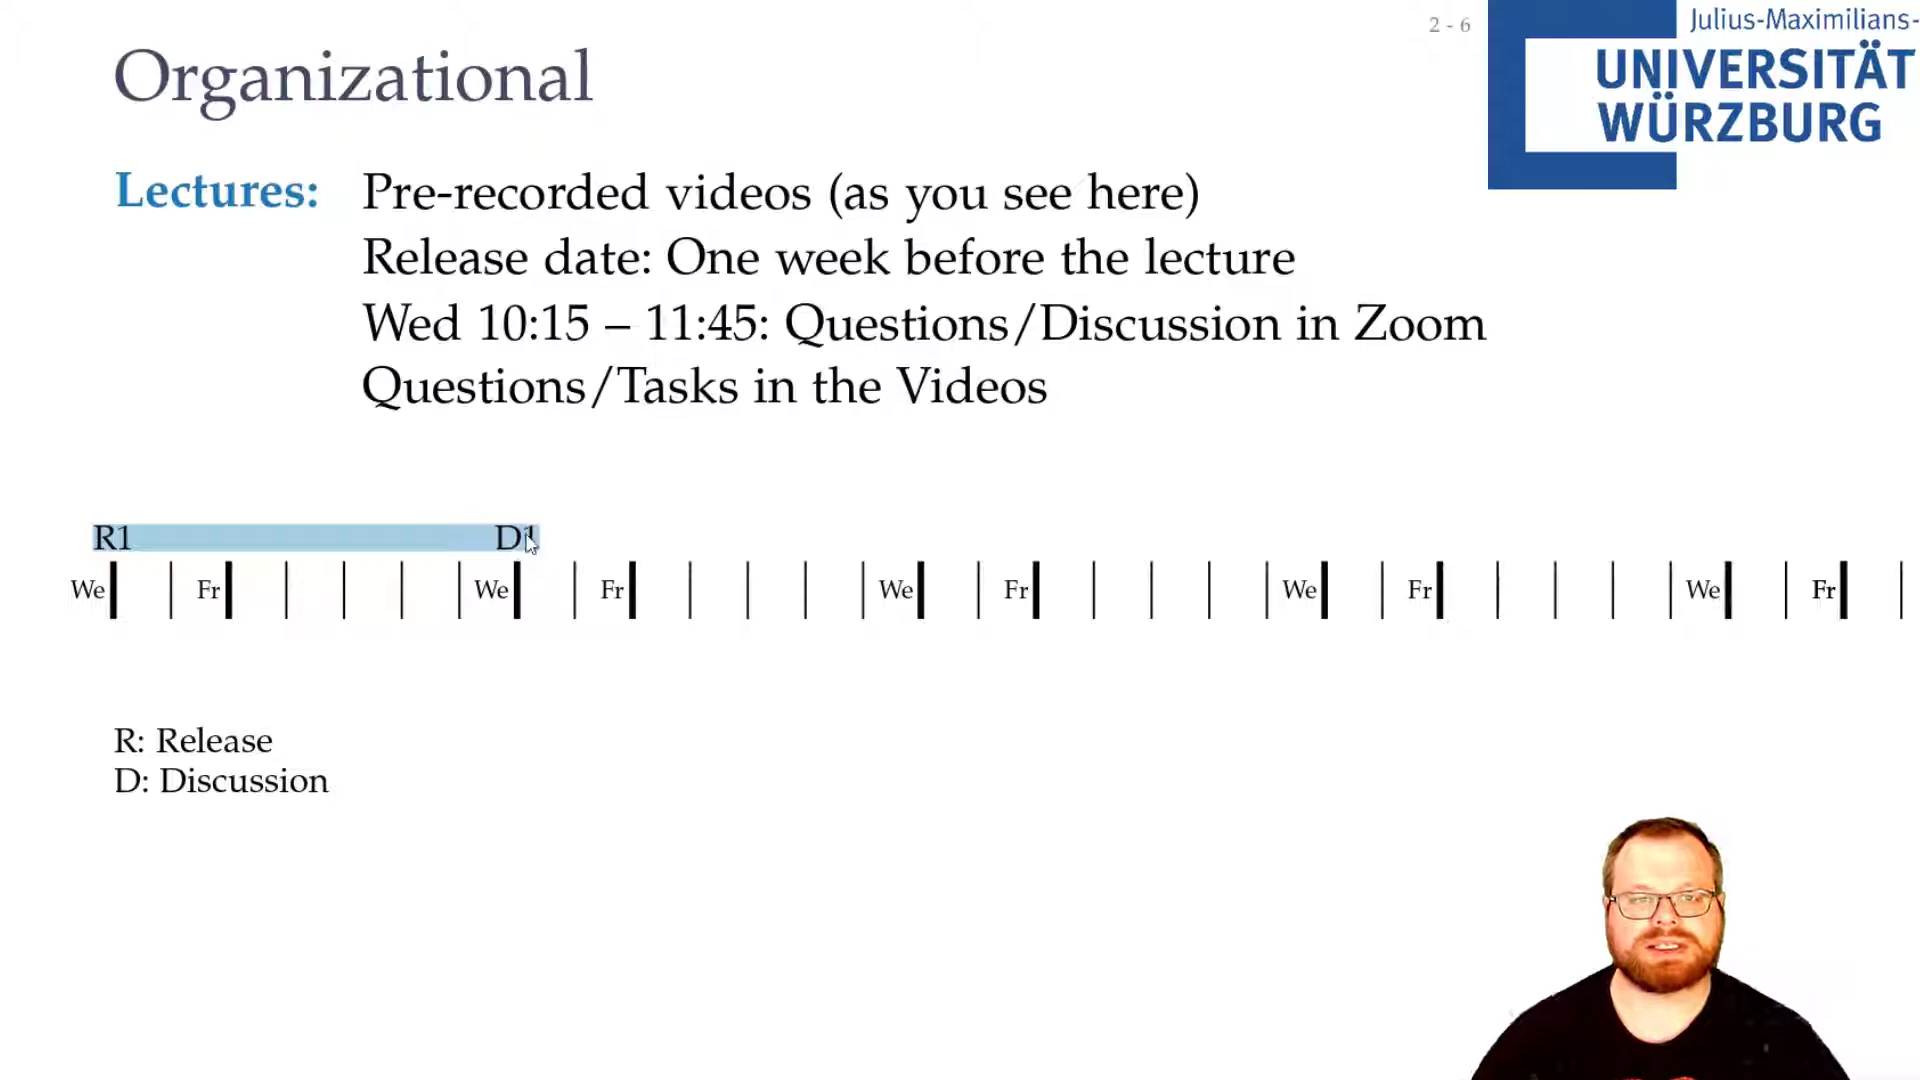 2 - 6
Julius-Maximilians-
UNIVERSITÄT
WÜRZBURG
Organizational
Lectures: Pre-recorded videos (as you see here)
Release date: One week before the lecture
Wed 10:15 – 11:45: Questions/Discussion in Zoom
Questions/Tasks in the Videos
R1 D1
We Fr We Fr We Fr We Fr We Fr
R: Release
D: Discussion